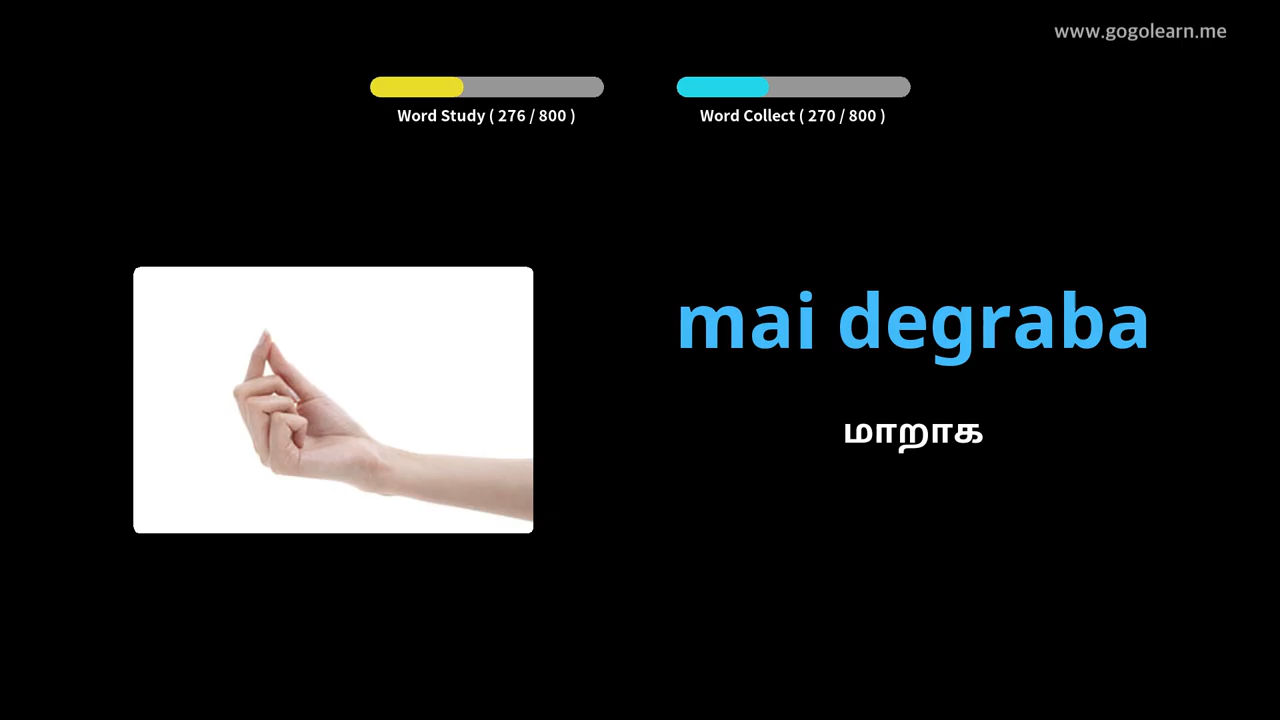 www.gogolearn.me
Word Study ( 276 / 800 )
Word Collect ( 270 / 800 )
mai degraba
மாறாக